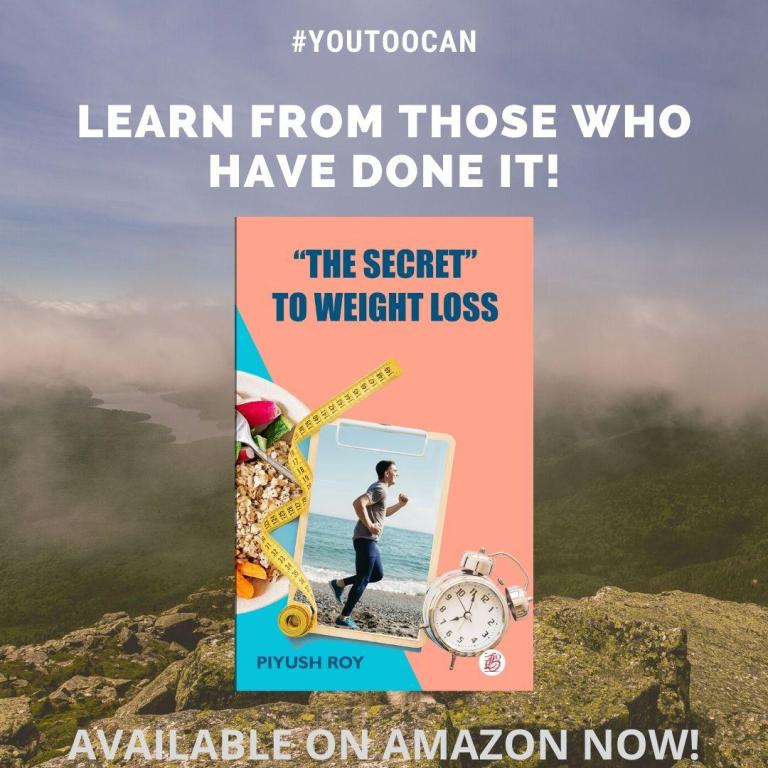 #YOUTOOCAN
LEARN FROM THOSE WHO
HAVE DONE IT!
“THE SECRET”
TO WEIGHT LOSS
PIYUSH ROY
AVAILABLE ON AMAZON NOW!